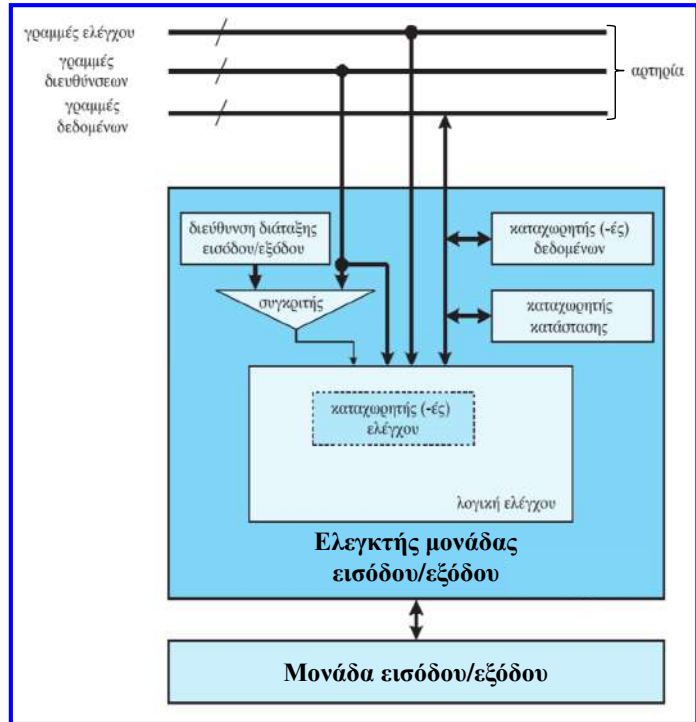 γραμμές ελέγχου
γραμμές
διευθύνσεων
γραμμές
δεδομένων
αρτηρία
διεύθυνση διάταξης
εισόδου/εξόδου
συγκριτής
καταχωρητής (-ές)
δεδομένων
καταχωρητής
κατάστασης
καταχωρητής (-ές)
ελέγχου
λογική ελέγχου
Ελεγκτής μονάδας
εισόδου/εξόδου
Μονάδα εισόδου/εξόδου